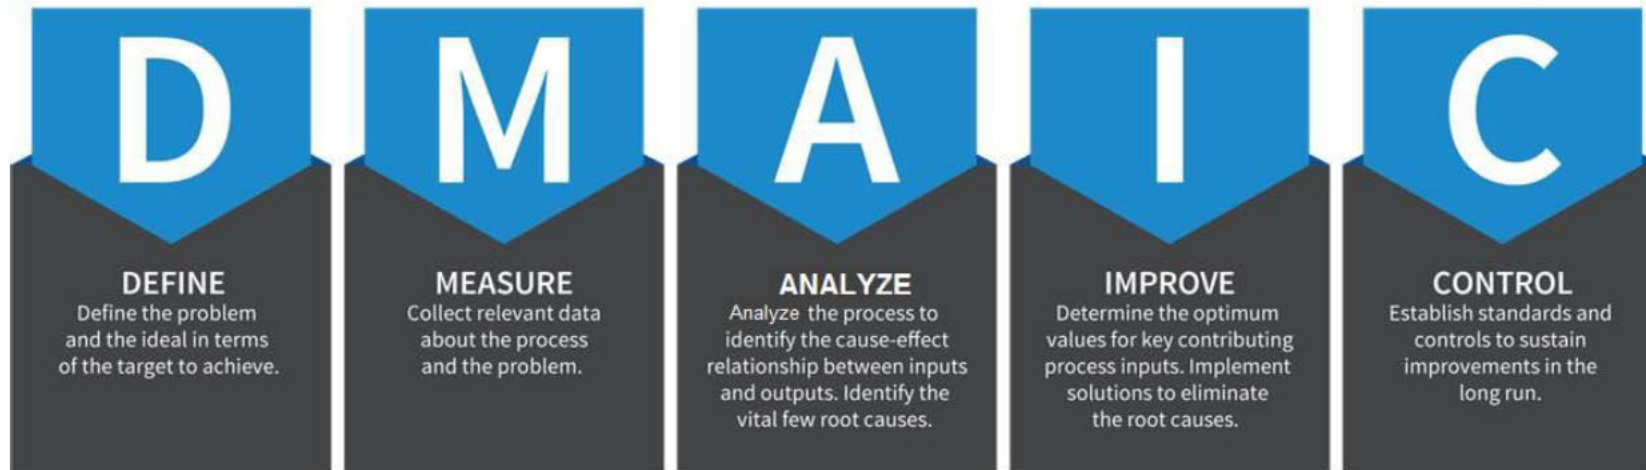 D
DEFINE
Define the problem
and the ideal in terms
of the target to achieve.
M
MEASURE
Collect relevant data
about the process
and the problem.
A
ANALYZE
Analyze the process to
identify the cause-effect
relationship between inputs
and outputs. Identify the
vital few root causes.
I
IMPROVE
Determine the optimum
values for key contributing
process inputs. Implement
solutions to eliminate
the root causes.
C
CONTROL
Establish standards and
controls to sustain
improvements in the
long run.